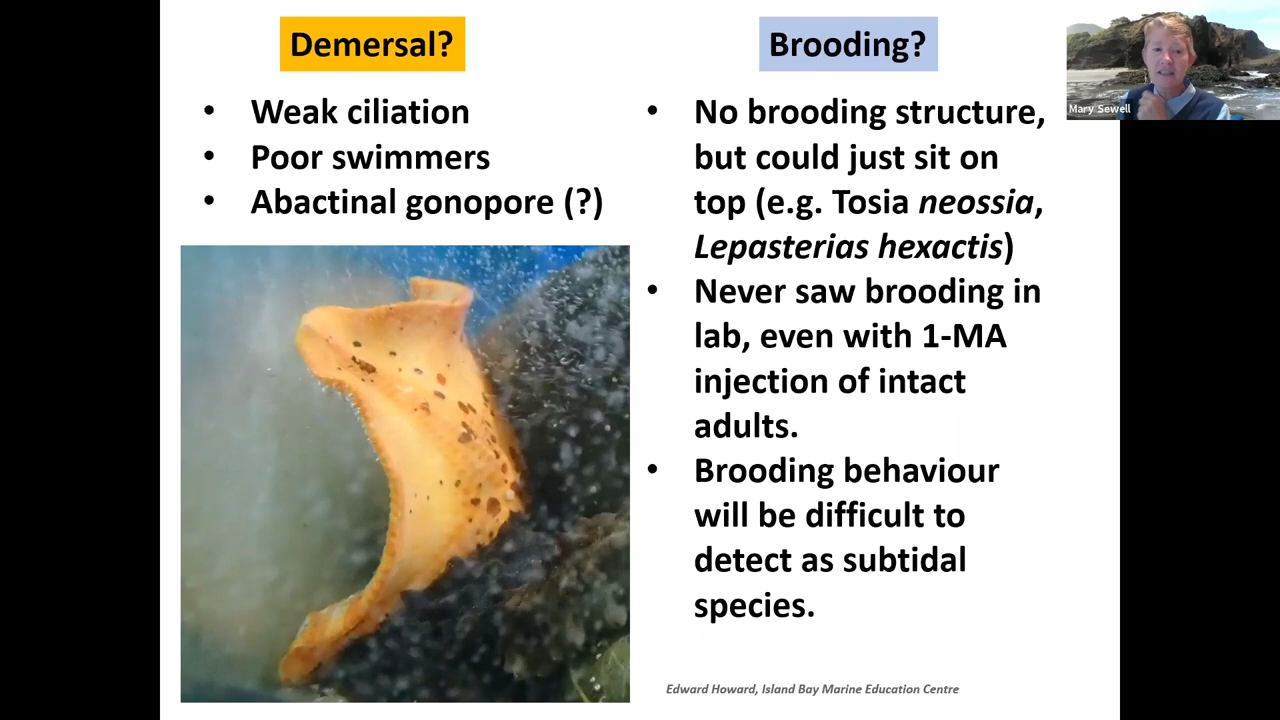 Demersal?
• Weak ciliation
• Poor swimmers
• Abactinal gonopore (?)
Brooding?
• No brooding structure,
but could just sit on
top (e.g. Tosia neossia,
Lepasterias hexactis)
• Never saw brooding in
lab, even with 1-MA
injection of intact
adults.
• Brooding behaviour
will be difficult to
detect as subtidal
species.
Edward Howard, Island Bay Marine Education Centre
Mary Sewell